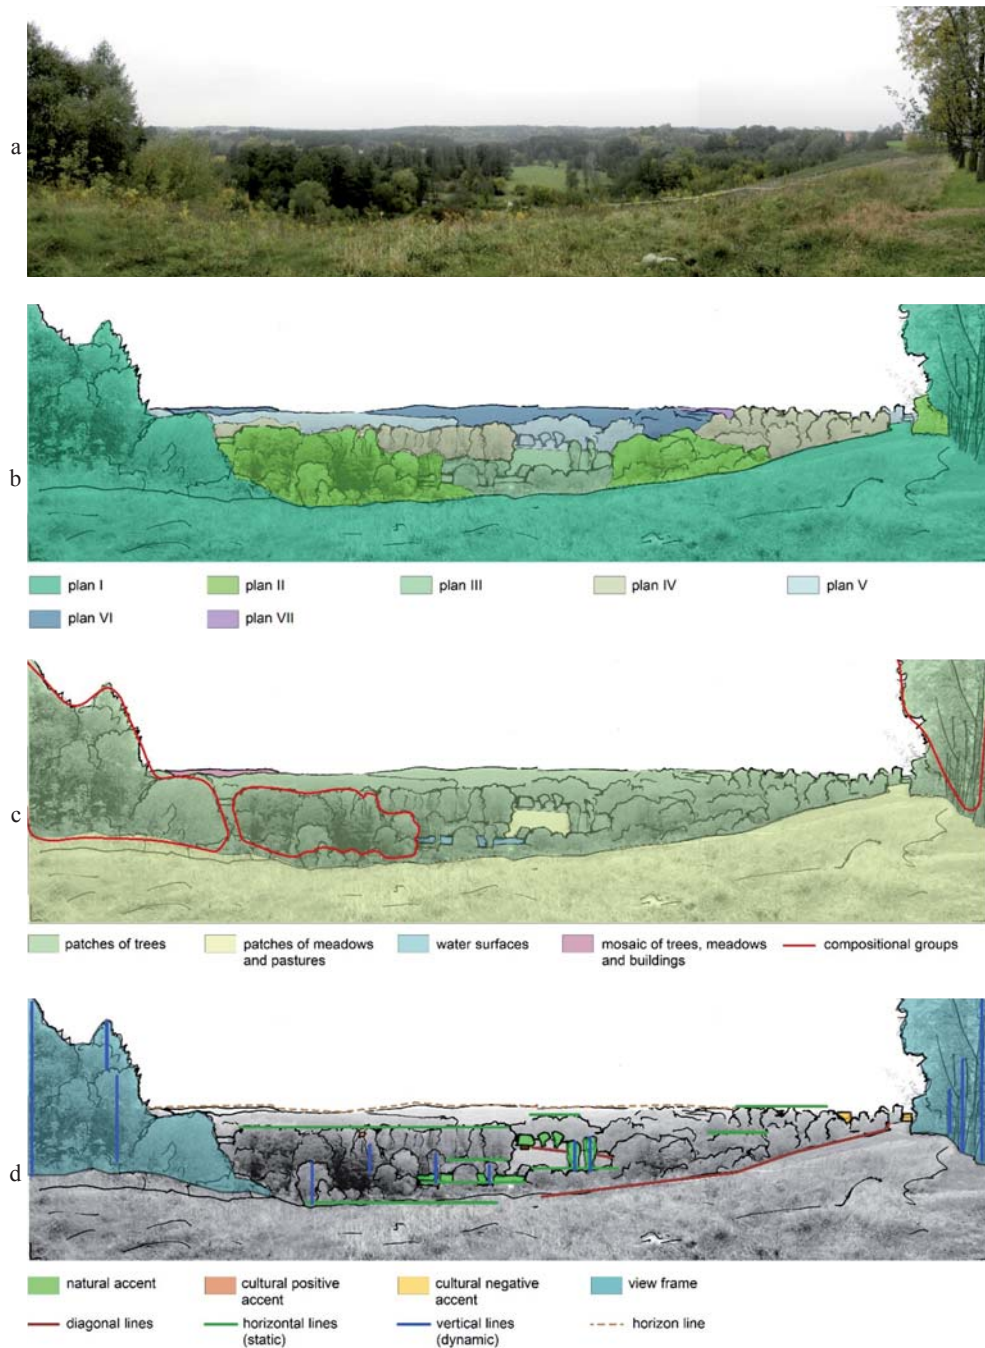 a
b
plan I
plan II
plan III
plan IV
plan V
plan VI
plan VII
c
patches of trees
patches of meadows
and pastures
water surfaces
mosaic of trees, meadows
and buildings
compositional groups
d
natural accent
cultural positive
accent
cultural negative
accent
view frame
diagonal lines
horizontal lines
(static)
vertical lines
(dynamic)
horizon line